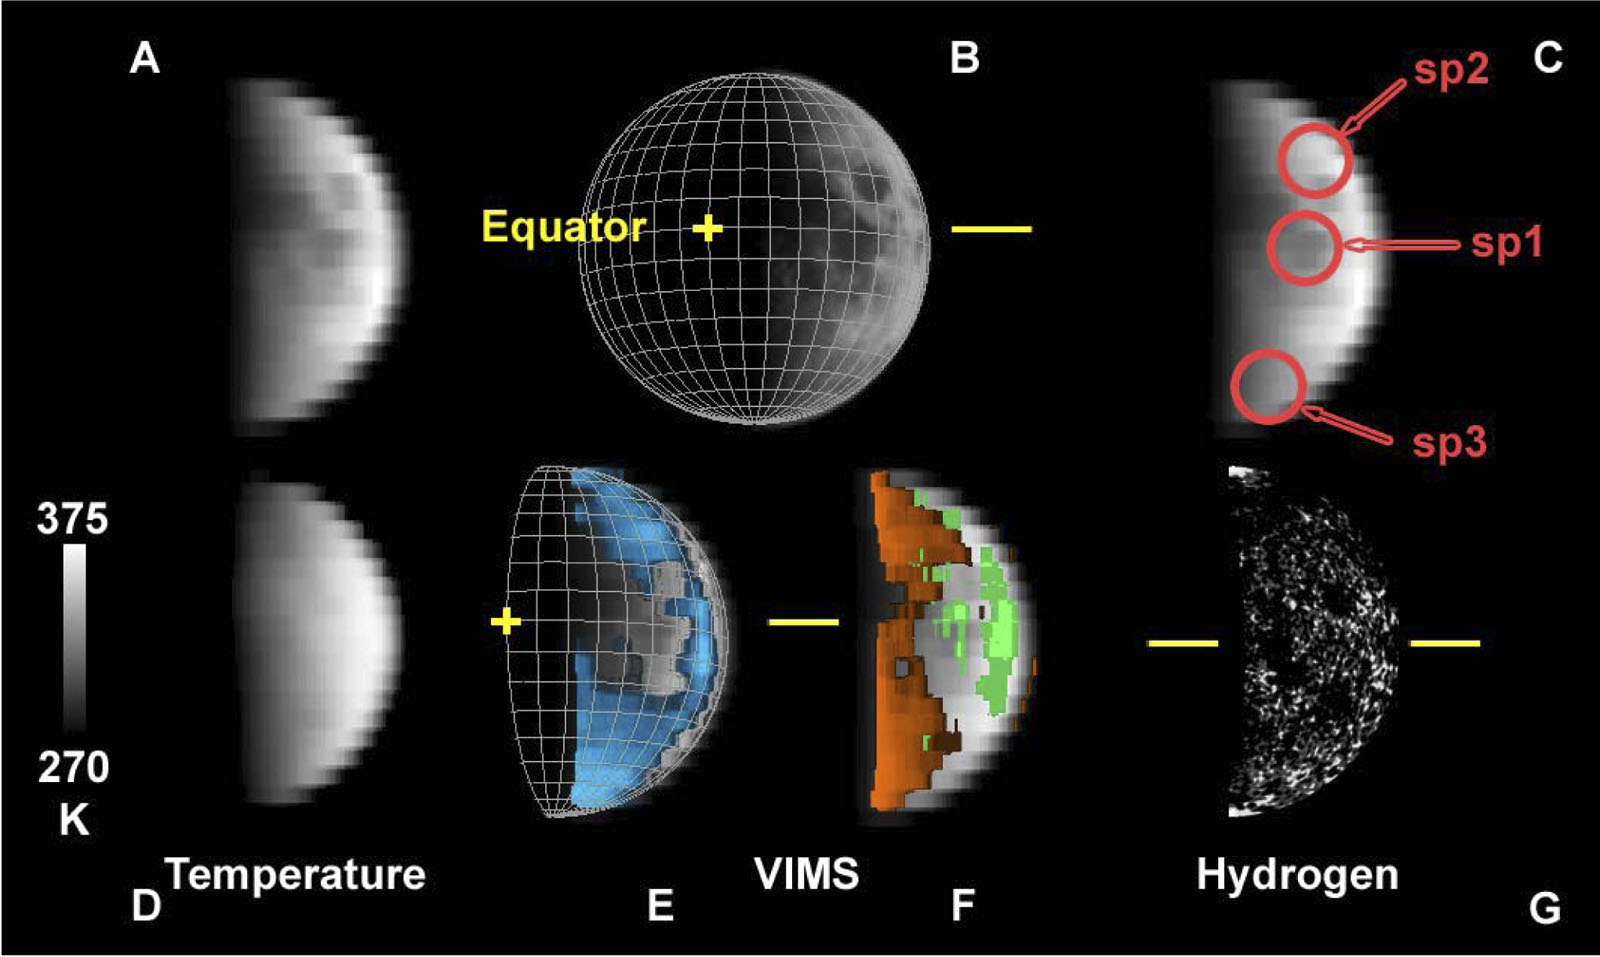 A
B
C
sp2
Equator
sp1
sp3
375
270
K
Temperature
VIMS
Hydrogen
D
E
F
G